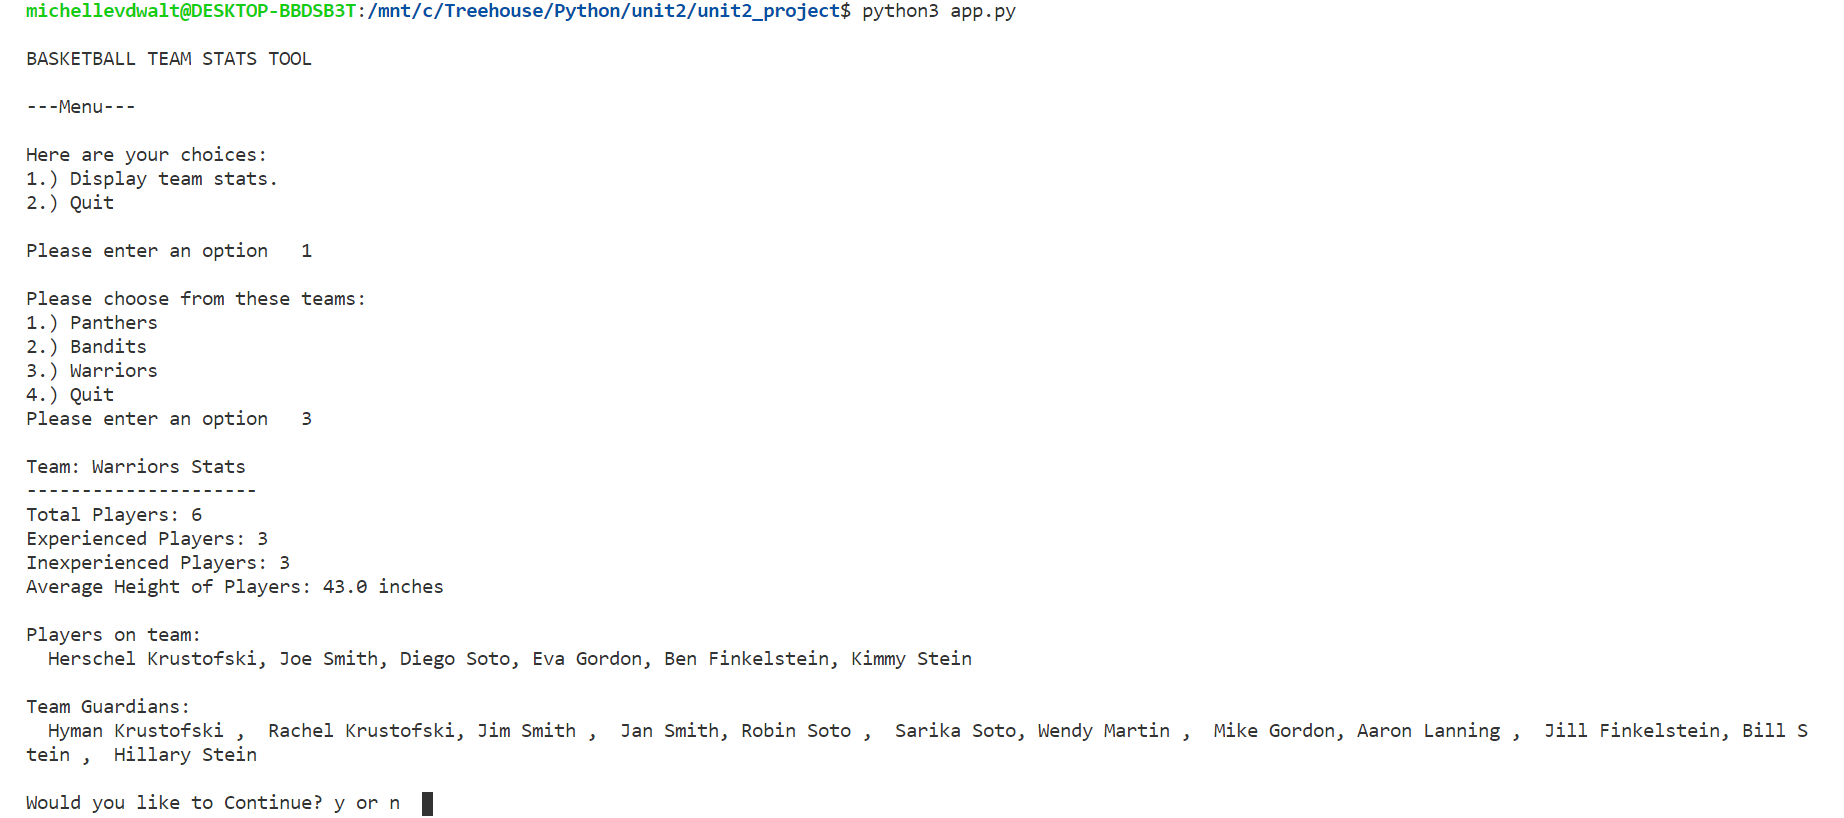 michellevdwalt@DESKTOP-BBDSB3T:/mnt/c/Treehouse/Python/unit2/unit2_project$ python3 app.py
BASKETBALL TEAM STATS TOOL
---Menu---
Here are your choices:
1.) Display team stats.
2.) Quit
Please enter an option   1
Please choose from these teams:
1.) Panthers
2.) Bandits
3.) Warriors
4.) Quit
Please enter an option   3
Team: Warriors Stats
---------------------
Total Players: 6
Experienced Players: 3
Inexperienced Players: 3
Average Height of Players: 43.0 inches
Players on team:
  Herschel Krustofski, Joe Smith, Diego Soto, Eva Gordon, Ben Finkelstein, Kimmy Stein
Team Guardians:
  Hyman Krustofski ,  Rachel Krustofski, Jim Smith ,  Jan Smith, Robin Soto ,  Sarika Soto, Wendy Martin ,  Mike Gordon, Aaron Lanning ,  Jill Finkelstein, Bill S
tein ,  Hillary Stein
Would you like to Continue? y or n